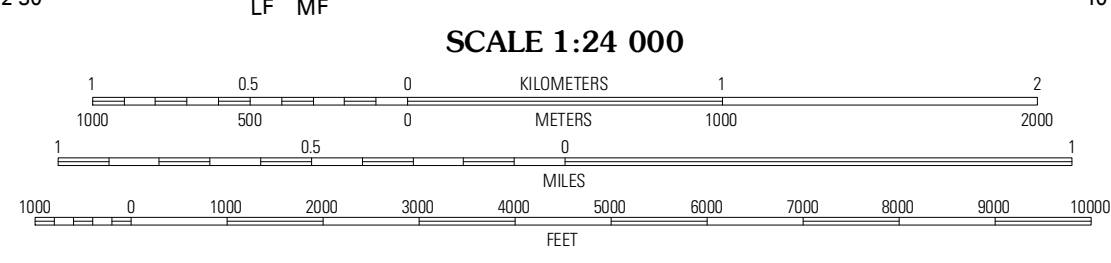 LF MF
SCALE 1:24 000
1 0.5 0 KILOMETERS 1 2
1000 500 0 METERS 1000 2000
1 0.5 0 1
MILES
1000 0 1000 2000 3000 4000 5000 6000 7000 8000 9000 10000
FEET